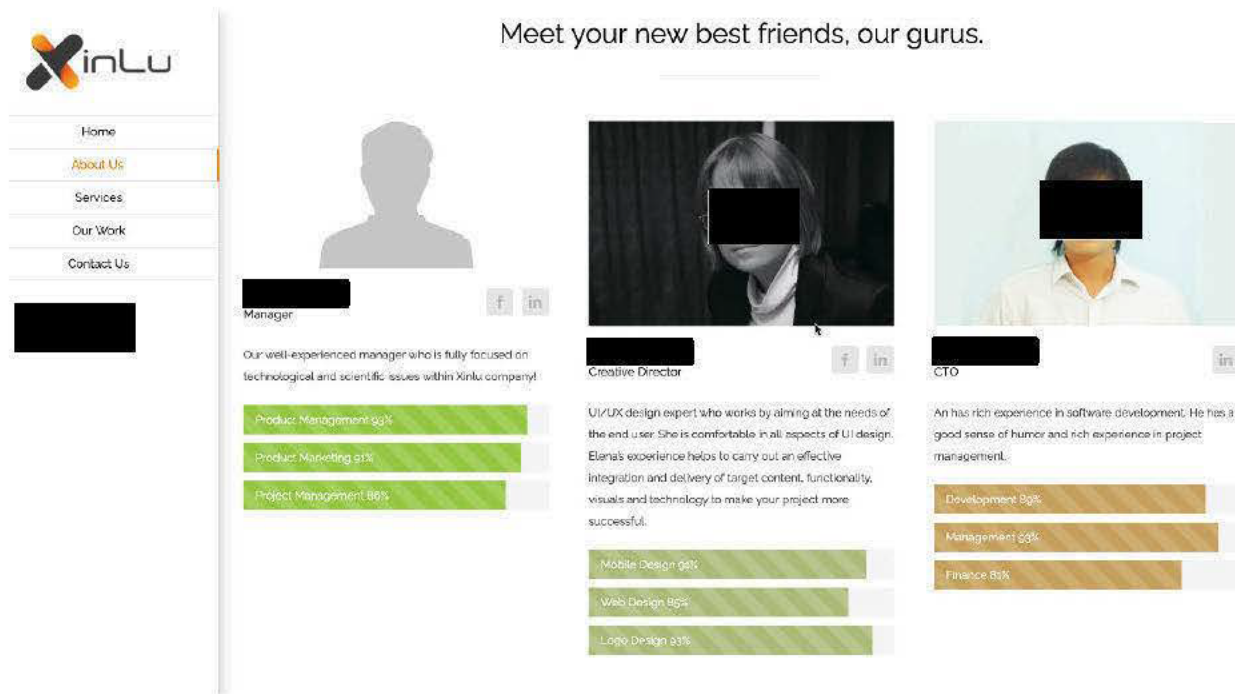 XinLu
Meet your new best friends, our gurus.
Home
About Us
Services
Our Work
Contact Us
f in
Manager
Our well-experienced manager who is fully focused on
technological and scientific issues within Xinlu company!
Product Management 93%
Product Marketing 91%
Project Management 86%
f in
Creative Director
UI/UX design expert who works by aiming at the needs of
the end user. She is comfortable in all aspects of UI design.
Elena's experience helps to carry out an effective
integration and delivery of target content, functionality,
visuals and technology to make your project more
successful.
Mobile Design 91%
Web Design 85%
Logo Design 93%
in
CTO
An has rich experience in software development. He has a
good sense of humor and rich experience in project
management.
Development 89%
Management 93%
Finance 81%